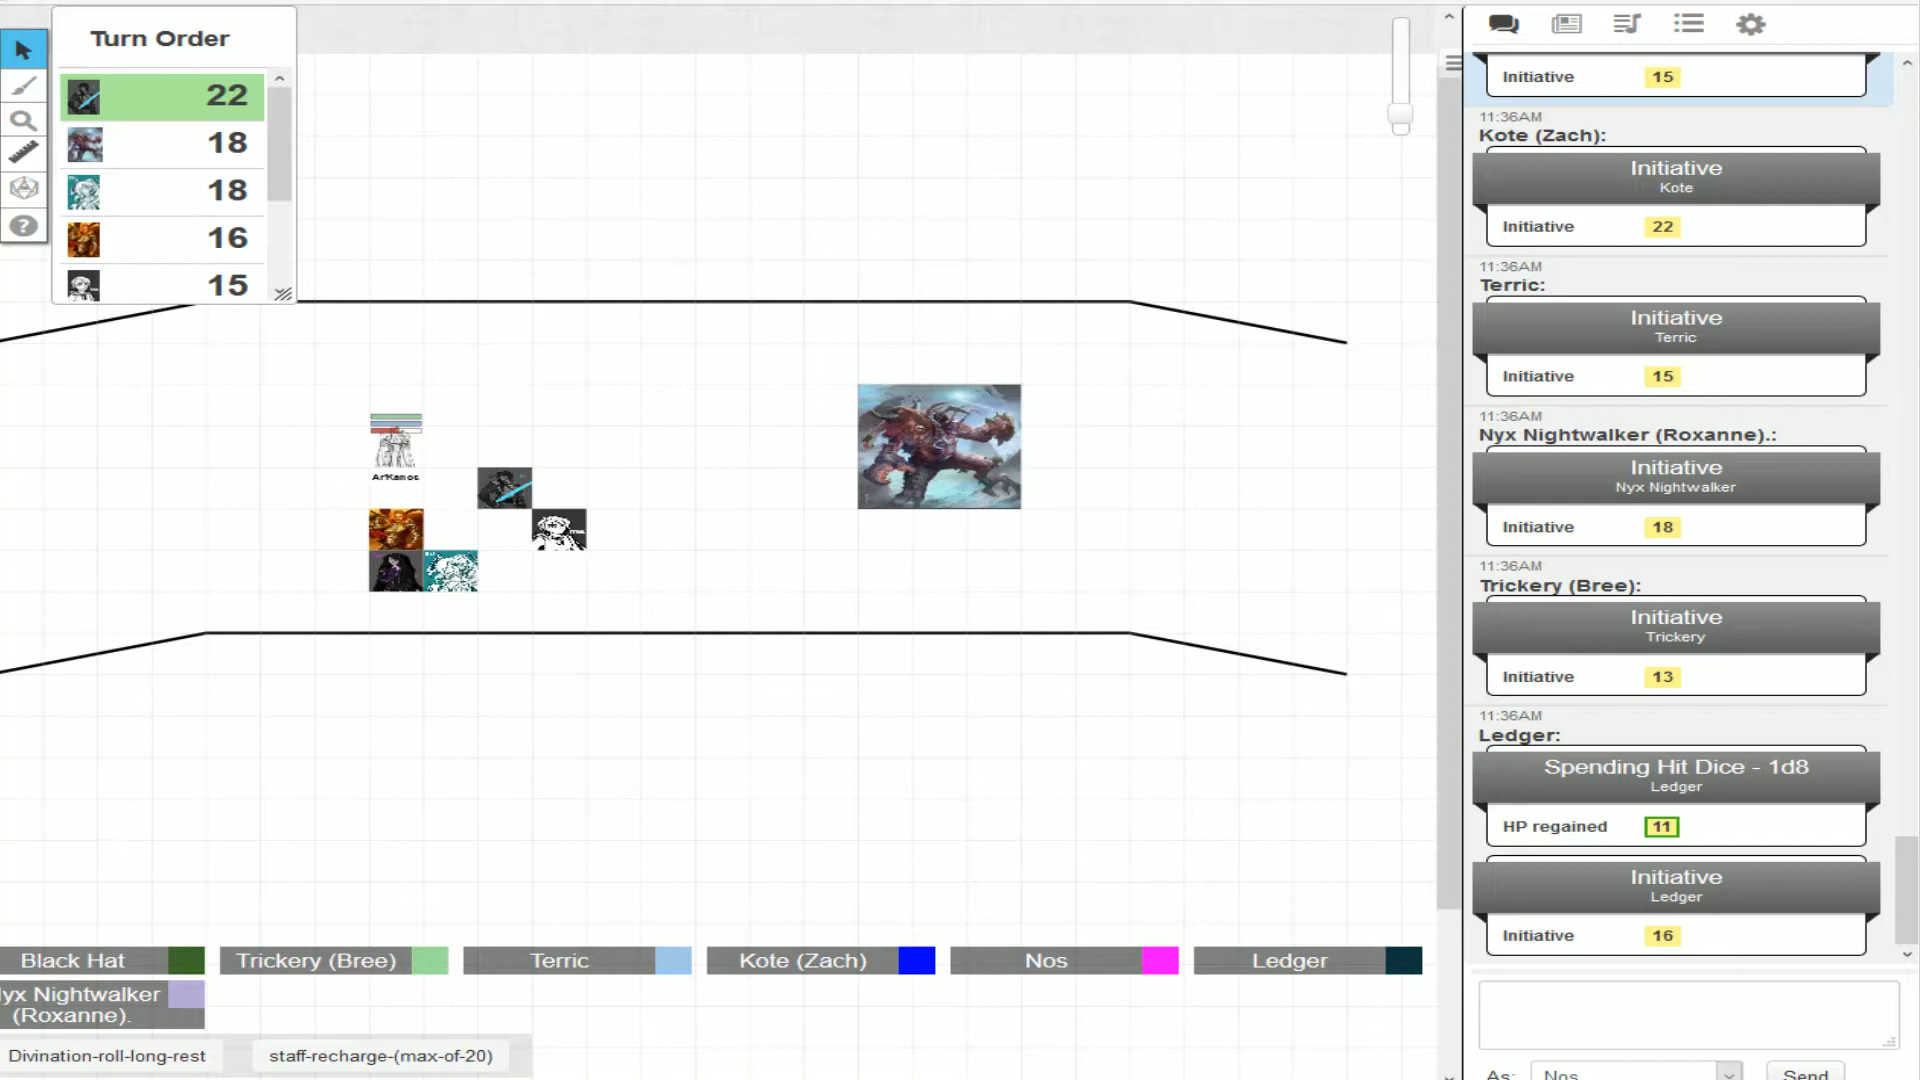 Turn Order
22
18
18
16
15
ArKanos
Initiative 15
11:36AM
Kote (Zach):
Initiative
Kote
Initiative 22
11:36AM
Terric:
Initiative
Terric
Initiative 15
11:36AM
Nyx Nightwalker (Roxanne).:
Initiative
Nyx Nightwalker
Initiative 18
11:36AM
Trickery (Bree):
Initiative
Trickery
Initiative 13
11:36AM
Ledger:
Spending Hit Dice - 1d8
Ledger
HP regained 11
Initiative
Ledger
Initiative 16
Black Hat Trickery (Bree) Terric Kote (Zach) Nos Ledger
yx Nightwalker
(Roxanne).
Divination-roll-long-rest staff-recharge-(max-of-20)
As: Nos Send